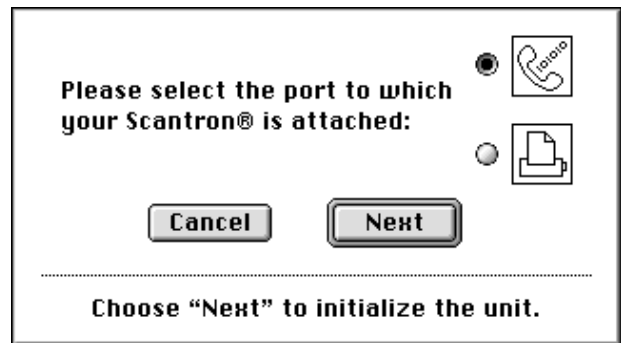 Please select the port to which
your Scantron® is attached:
Cancel
Next
Choose “Next” to initialize the unit.